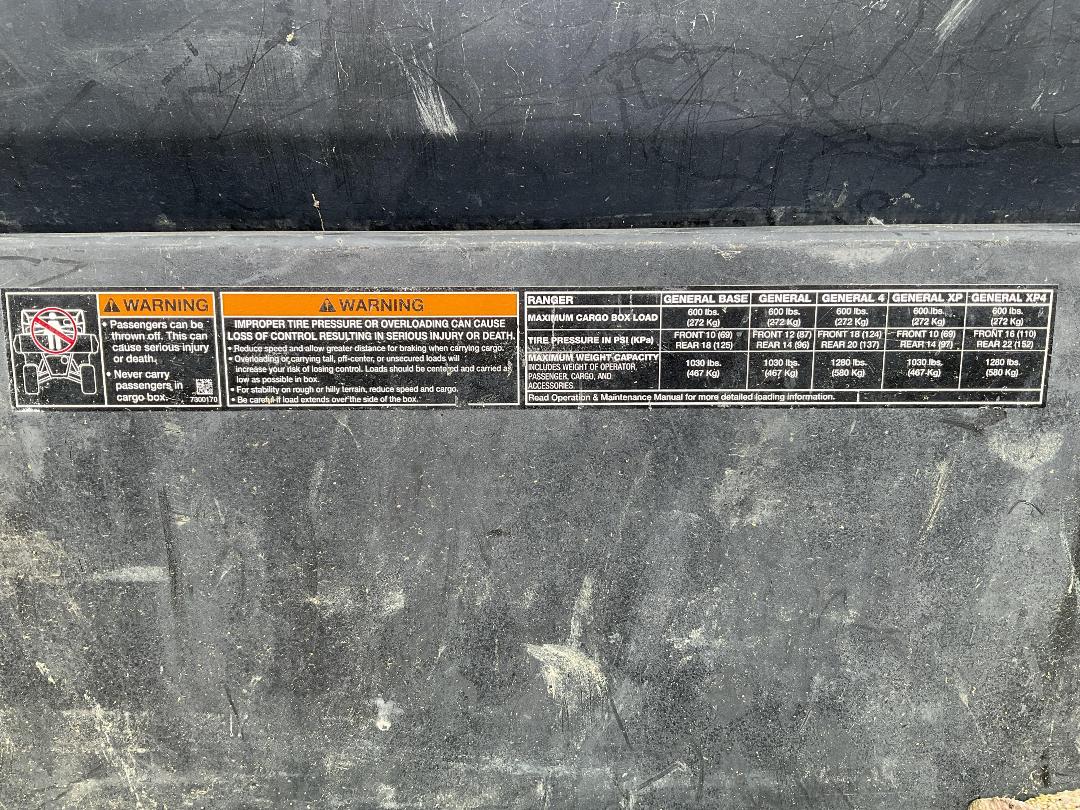 WARNING
• Passengers can be
thrown off. This can
cause serious injury
or death.
• Never carry
passengers in
cargo box.
7300170
WARNING
IMPROPER TIRE PRESSURE OR OVERLOADING CAN CAUSE
LOSS OF CONTROL RESULTING IN SERIOUS INJURY OR DEATH.
• Reduce speed and allow greater distance for braking when carrying cargo.
• Overloading or carrying tall, off-center, or unsecured loads will
increase your risk of losing control. Loads should be centered and carried as
low as possible in box.
• For stability on rough or hilly terrain, reduce speed and cargo.
• Be careful if load extends over the side of the box.
RANGER GENERAL BASE GENERAL GENERAL 4 GENERAL XP GENERAL XP4
MAXIMUM CARGO BOX LOAD 600 lbs. 600 lbs. 600 lbs. 600 lbs. 600 lbs.
(272 Kg) (272 Kg) (272 Kg) (272 Kg) (272 Kg)
TIRE PRESSURE IN PSI (KPa) FRONT 10 (69) FRONT 12 (87) FRONT 18 (124) FRONT 10 (69) FRONT 16 (110)
REAR 18 (125) REAR 14 (96) REAR 20 (137) REAR 14 (97) REAR 22 (152)
MAXIMUM WEIGHT CAPACITY 1030 lbs. 1030 lbs. 1280 lbs. 1030 lbs. 1280 lbs.
INCLUDES WEIGHT OF OPERATOR, (467 Kg) (467 Kg) (580 Kg) (467 Kg) (580 Kg)
PASSENGER, CARGO, AND
ACCESSORIES.
Read Operation & Maintenance Manual for more detailed loading information.